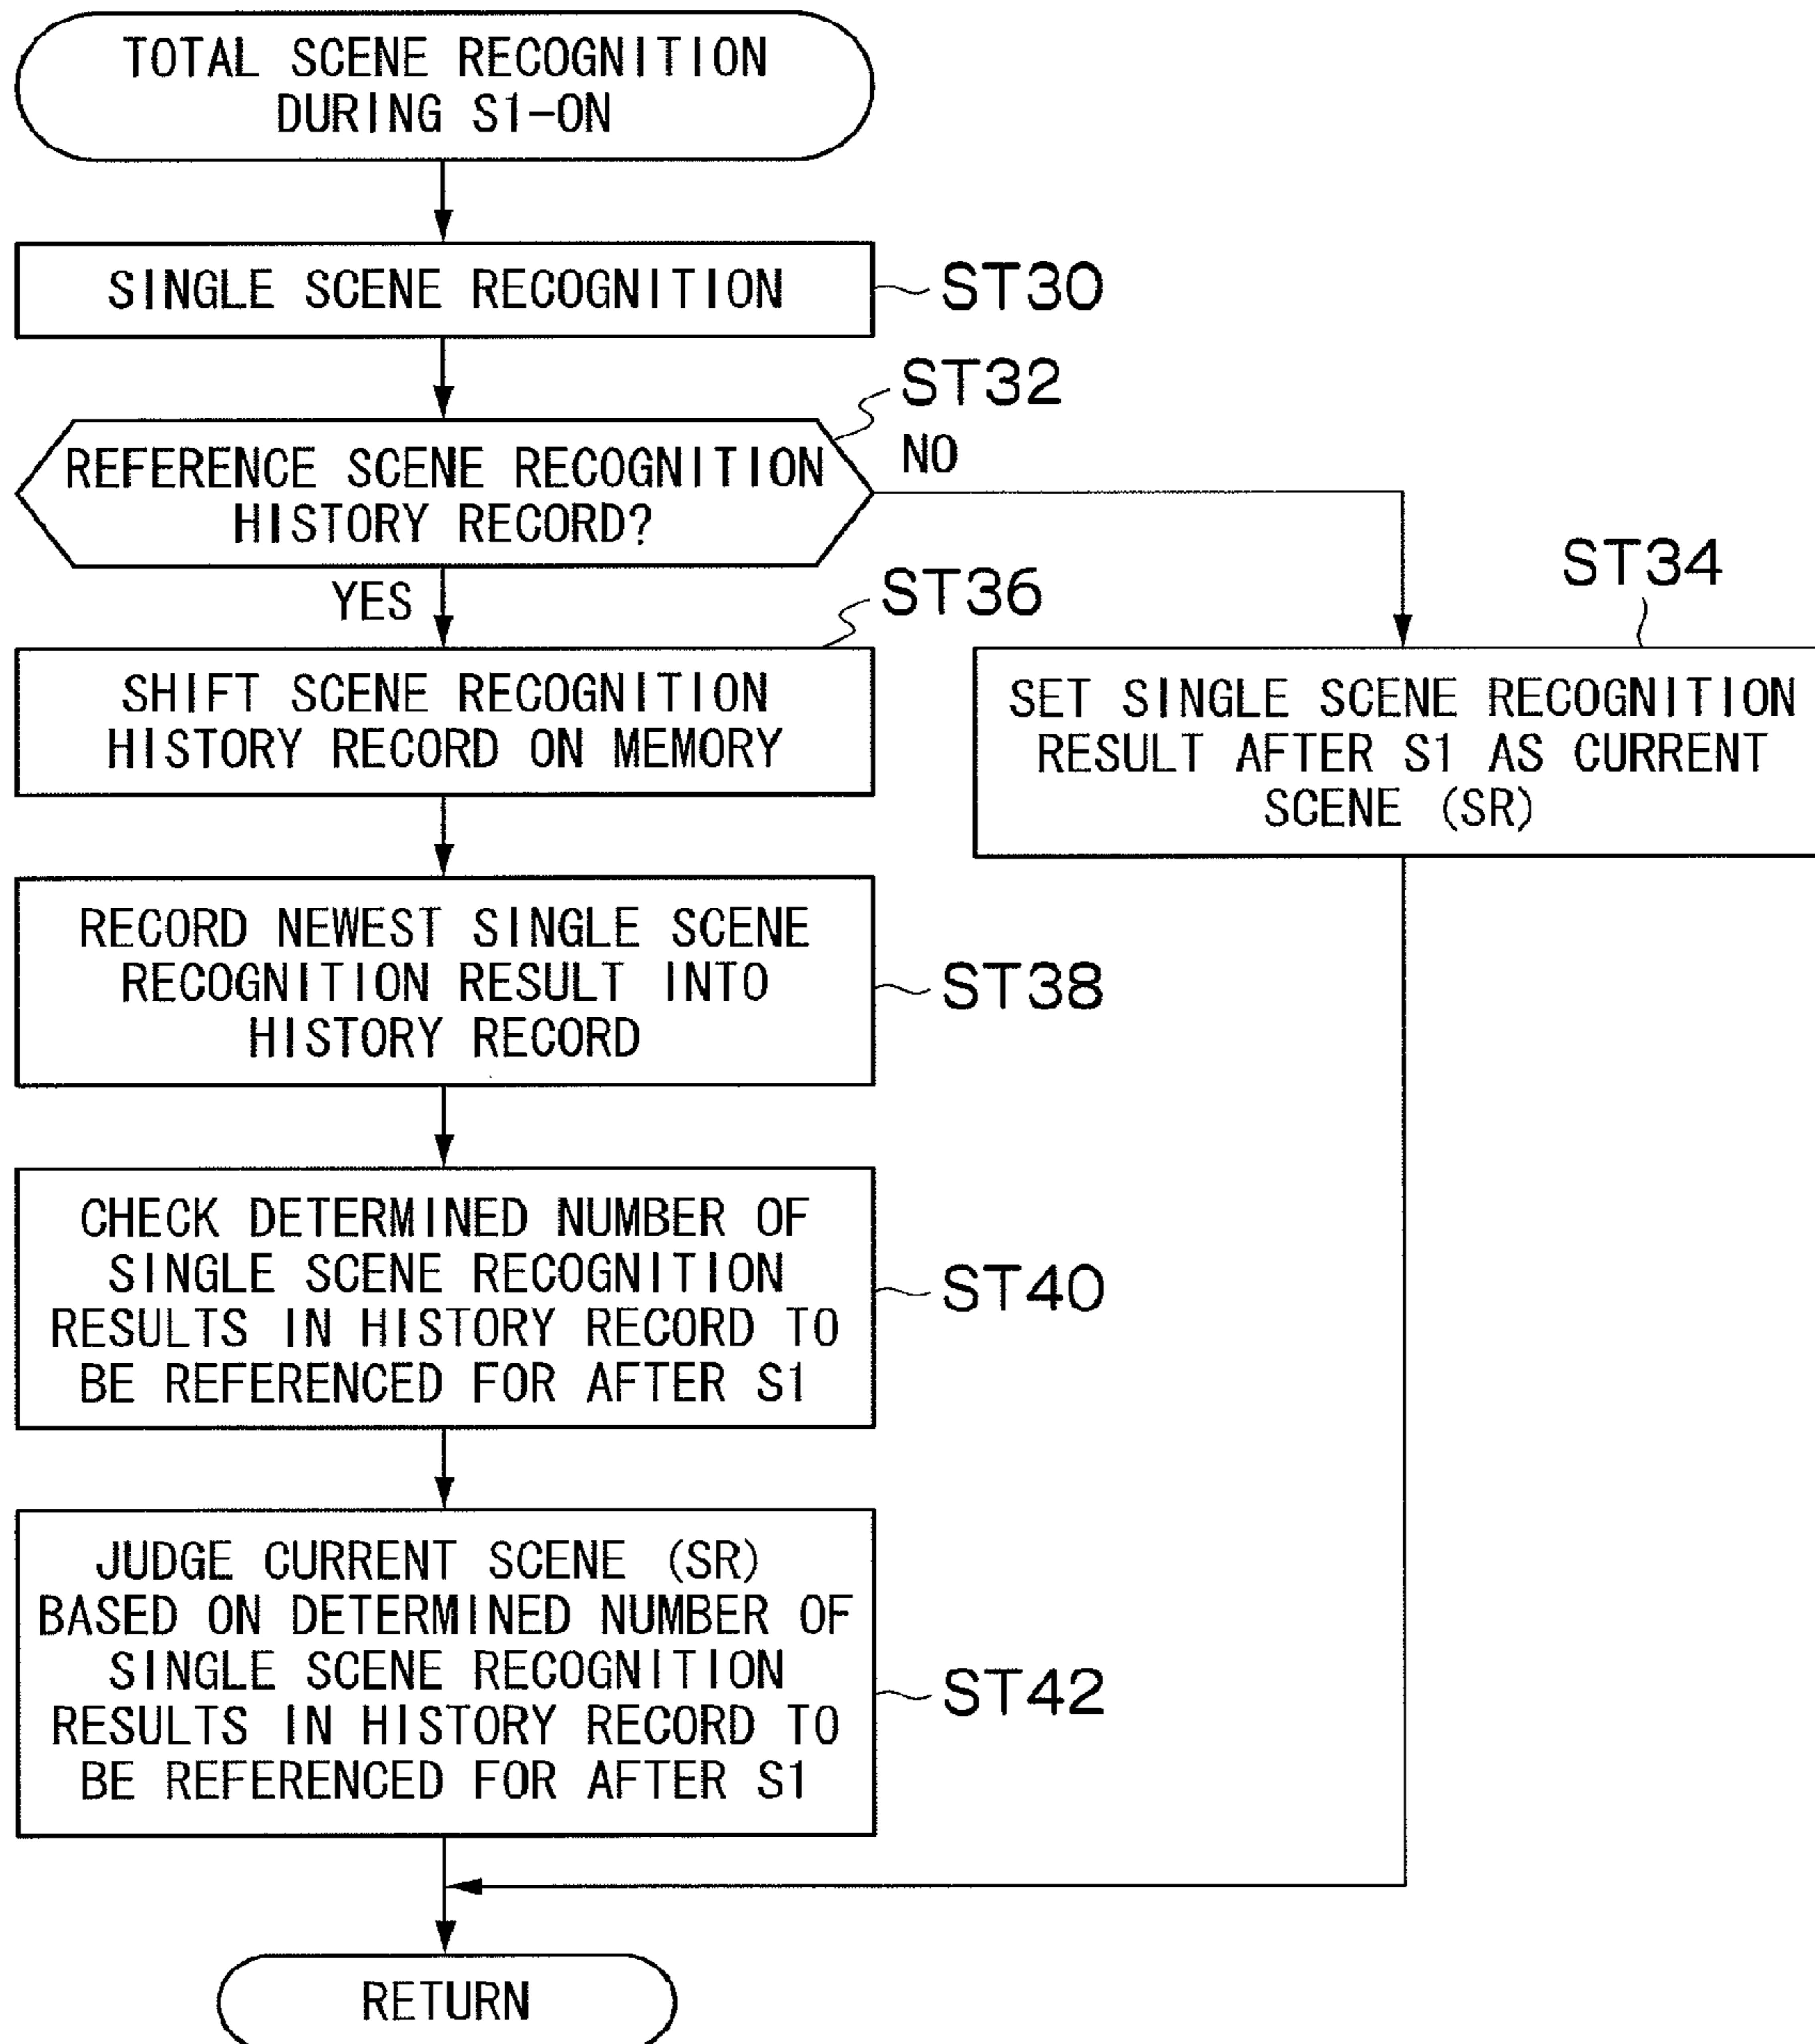 TOTAL SCENE RECOGNITION
DURING S1-ON
SINGLE SCENE RECOGNITION
ST30
ST32
REFERENCE SCENE RECOGNITION
HISTORY RECORD?
NO
YES
ST36
SHIFT SCENE RECOGNITION
HISTORY RECORD ON MEMORY
ST34
SET SINGLE SCENE RECOGNITION
RESULT AFTER S1 AS CURRENT
SCENE (SR)
RECORD NEWEST SINGLE SCENE
RECOGNITION RESULT INTO
HISTORY RECORD
ST38
CHECK DETERMINED NUMBER OF
SINGLE SCENE RECOGNITION
RESULTS IN HISTORY RECORD TO
BE REFERENCED FOR AFTER S1
ST40
JUDGE CURRENT SCENE (SR)
BASED ON DETERMINED NUMBER OF
SINGLE SCENE RECOGNITION
RESULTS IN HISTORY RECORD TO
BE REFERENCED FOR AFTER S1
ST42
RETURN